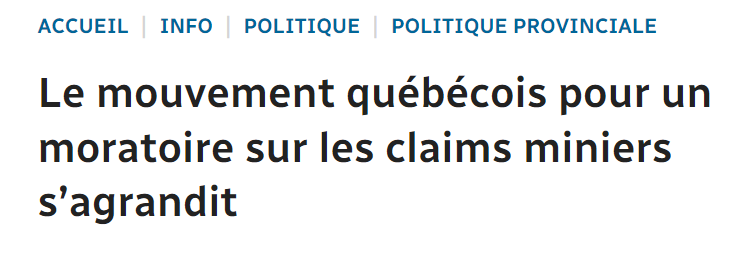 ACCUEIL | INFO | POLITIQUE | POLITIQUE PROVINCIALE
Le mouvement québécois pour un
moratoire sur les claims miniers
s’agrandit